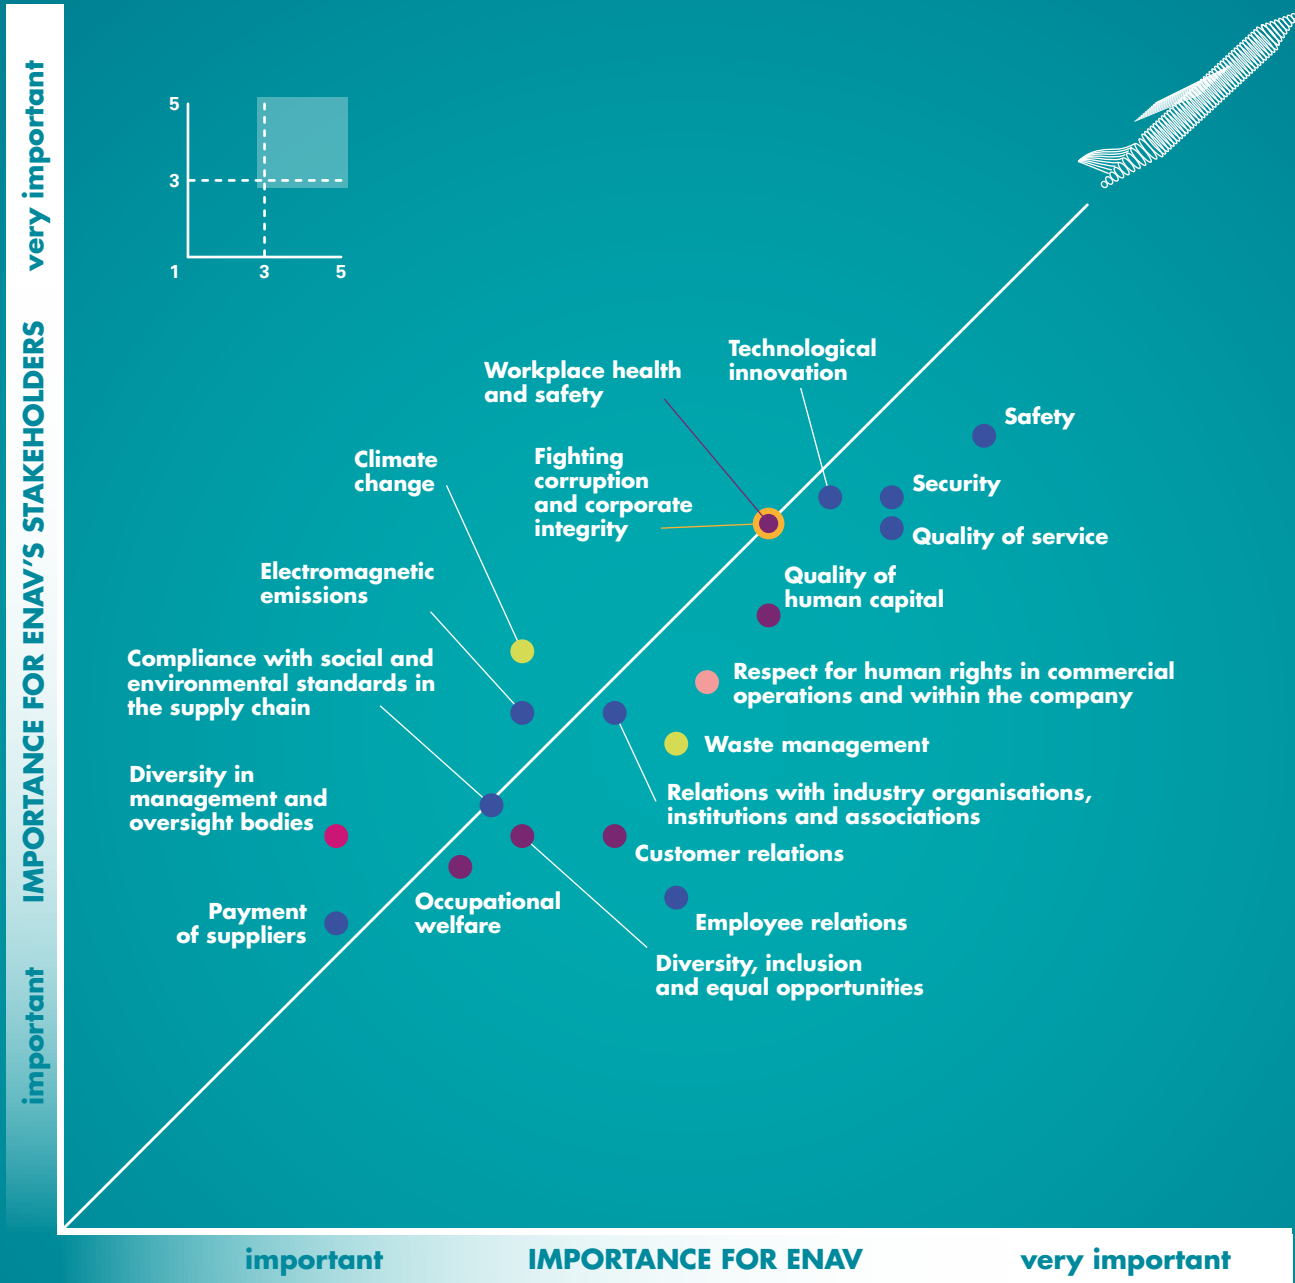 very important
IMPORTANCE FOR ENAV'S STAKEHOLDERS
important
5
3
1
3
5
Technological
innovation
Workplace health
and safety
Safety
Climate
change
Fighting
corruption
and corporate
integrity
Security
Quality of service
Electromagnetic
emissions
Quality of
human capital
Compliance with social and
environmental standards in
the supply chain
Respect for human rights in commercial
operations and within the company
Waste management
Diversity in
management and
oversight bodies
Relations with industry organisations,
institutions and associations
Customer relations
Occupational
welfare
Payment
of suppliers
Employee relations
Diversity, inclusion
and equal opportunities
important
IMPORTANCE FOR ENAV
very important